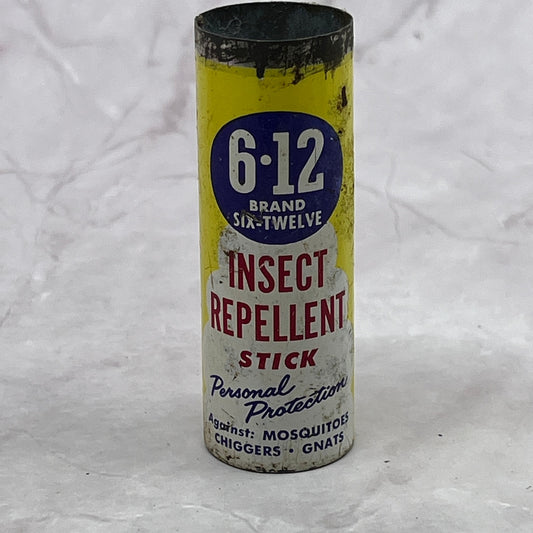 6·12
BRAND
SIX-TWELVE
INSECT
REPELLENT
STICK
Personal
Protection
Against: MOSQUITOES
CHIGGERS · GNATS